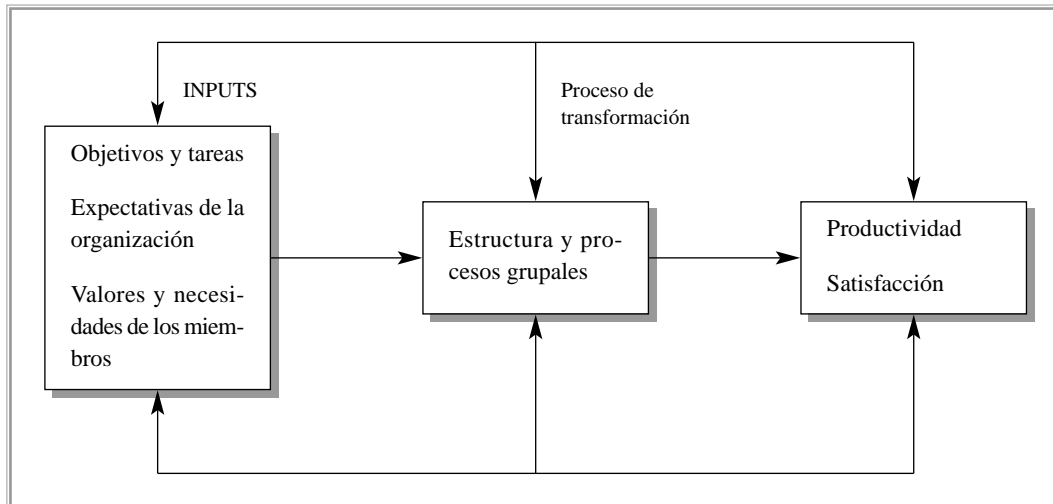 INPUTS
Proceso de
transformación
Objetivos y tareas
Expectativas de la
organización
Valores y necesi-
dades de los miem-
bros
Estructura y pro-
cesos grupales
Productividad
Satisfacción